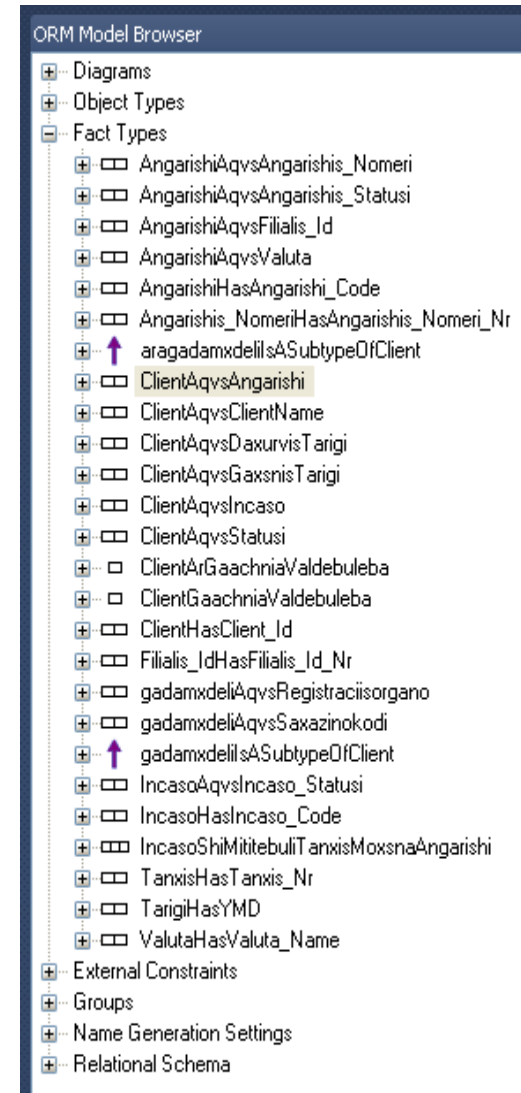 ORM Model Browser
Diagrams
Object Types
Fact Types
AngarishiAqvsAngarishis_Nomeri
AngarishiAqvsAngarishis_Statusi
AngarishiAqvsFilialis_Id
AngarishiAqvsValuta
AngarishiHasAngarishi_Code
Angarishis_NomeriHasAngarishis_Nomeri_Nr
aragadamxdeliIsASubtypeOfClient
ClientAqvsAngarishi
ClientAqvsClientName
ClientAqvsDaxurvisTarigi
ClientAqvsGaxsnisTarigi
ClientAqvsIncaso
ClientAqvsStatusi
ClientArGaachniaValdebuleba
ClientGaachniaValdebuleba
ClientHasClient_Id
Filialis_IdHasFilialis_Id_Nr
gadamxdeliAqvsRegistraciisorgano
gadamxdeliAqvsSaxazinokodi
gadamxdeliIsASubtypeOfClient
IncasoAqvsIncaso_Statusi
IncasoHasIncaso_Code
IncasoShiMititebuliTanxisMoxsnaAngarishi
TanxisHasTanxis_Nr
TarigiHasYMD
ValutaHasValuta_Name
External Constraints
Groups
Name Generation Settings
Relational Schema